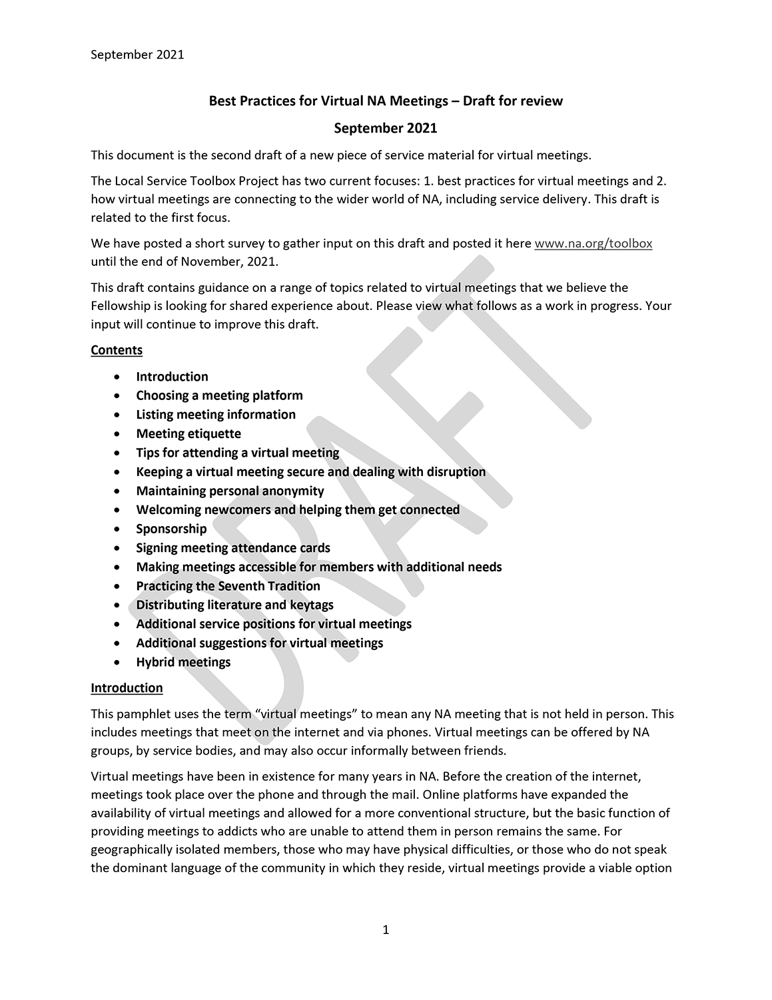 September 2021
Best Practices for Virtual NA Meetings – Draft for review
September 2021
This document is the second draft of a new piece of service material for virtual meetings.
The Local Service Toolbox Project has two current focuses: 1. best practices for virtual meetings and 2.
how virtual meetings are connecting to the wider world of NA, including service delivery. This draft is
related to the first focus.
We have posted a short survey to gather input on this draft and posted it here www.na.org/toolbox
until the end of November, 2021.
This draft contains guidance on a range of topics related to virtual meetings that we believe the
Fellowship is looking for shared experience about. Please view what follows as a work in progress. Your
input will continue to improve this draft.
Contents
• Introduction
• Choosing a meeting platform
• Listing meeting information
• Meeting etiquette
• Tips for attending a virtual meeting
• Keeping a virtual meeting secure and dealing with disruption
• Maintaining personal anonymity
• Welcoming newcomers and helping them get connected
• Sponsorship
• Signing meeting attendance cards
• Making meetings accessible for members with additional needs
• Practicing the Seventh Tradition
• Distributing literature and keytags
• Additional service positions for virtual meetings
• Additional suggestions for virtual meetings
• Hybrid meetings
Introduction
This pamphlet uses the term “virtual meetings” to mean any NA meeting that is not held in person. This
includes meetings that meet on the internet and via phones. Virtual meetings can be offered by NA
groups, by service bodies, and may also occur informally between friends.
Virtual meetings have been in existence for many years in NA. Before the creation of the internet,
meetings took place over the phone and through the mail. Online platforms have expanded the
availability of virtual meetings and allowed for a more conventional structure, but the basic function of
providing meetings to addicts who are unable to attend them in person remains the same. For
geographically isolated members, those who may have physical difficulties, or those who do not speak
the dominant language of the community in which they reside, virtual meetings provide a viable option
1
DRAFT